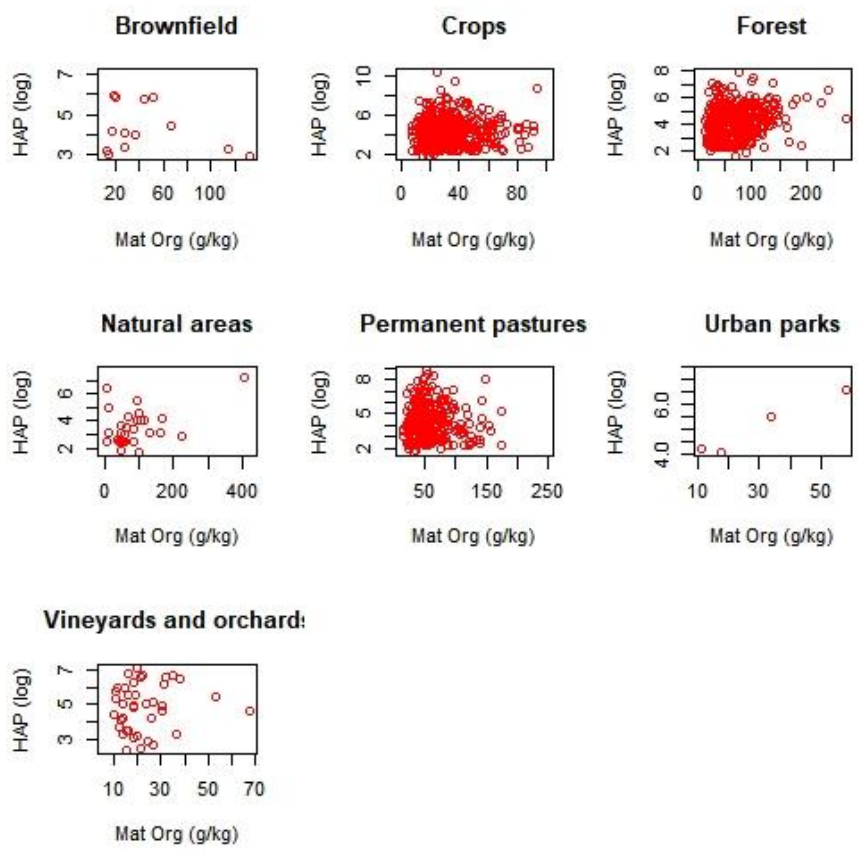 Brownfield
HAP (log)
7
5
3
20
60
100
Mat Org (g/kg)
Crops
HAP (log)
10
6
2
0
40
80
Mat Org (g/kg)
Forest
HAP (log)
8
6
4
2
0
100
200
Mat Org (g/kg)
Natural areas
HAP (log)
6
4
2
0
200
400
Mat Org (g/kg)
Permanent pastures
HAP (log)
8
5
2
50
150
250
Mat Org (g/kg)
Urban parks
HAP (log)
6.0
4.0
10
30
50
Mat Org (g/kg)
Vineyards and orchards
HAP (log)
7
5
3
10
30
50
70
Mat Org (g/kg)